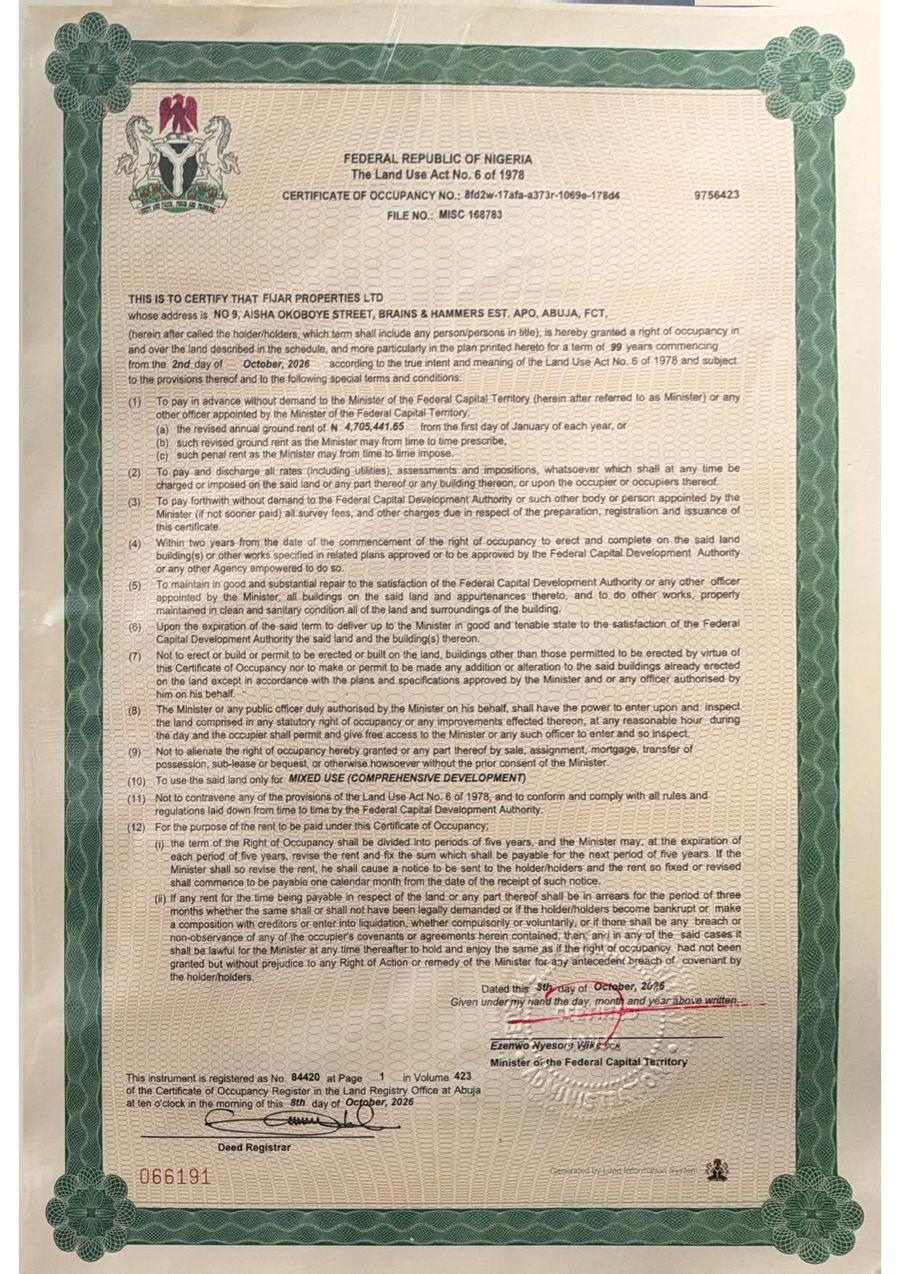 FEDERAL REPUBLIC OF NIGERIA
The Land Use Act No. 6 of 1978
CERTIFICATE OF OCCUPANCY NO.: 8fd2w-17afa-a373r-1069e-178d4 9756423
FILE NO.: MISC 168783
THIS IS TO CERTIFY THAT FIJAR PROPERTIES LTD
whose address is NO 9, AISHA OKOBOYE STREET, BRAINS & HAMMERS EST. APO, ABUJA, FCT,
(herein after called the holder/holders, which term shall include any person/persons in title), is hereby granted a right of occupancy in
and over the land described in the schedule, and more particularly in the plan printed hereto for a term of 99 years commencing
from the 2nd day of October, 2026 according to the true intent and meaning of the Land Use Act No. 6 of 1978 and subject
to the provisions thereof and to the following special terms and conditions:
(1) To pay in advance without demand to the Minister of the Federal Capital Territory (herein after referred to as Minister) or any
other officer appointed by the Minister of the Federal Capital Territory;
(a) the revised annual ground rent of ₦ 4,705,441.65 from the first day of January of each year, or
(b) such revised ground rent as the Minister may from time to time prescribe,
(c) such penal rent as the Minister may from time to time impose.
(2) To pay and discharge all rates (including utilities), assessments and impositions, whatsoever which shall at any time be
charged or imposed on the said land or any part thereof or any building thereon, or upon the occupier or occupiers thereof.
(3) To pay forthwith without demand to the Federal Capital Development Authority or such other body or person appointed by the
Minister (if not sooner paid) all survey fees, and other charges due in respect of the preparation, registration and issuance of
this certificate.
(4) Within two years from the date of the commencement of the right of occupancy to erect and complete on the said land
building(s) or other works specified in related plans approved or to be approved by the Federal Capital Development Authority
or any other Agency empowered to do so.
(5) To maintain in good and substantial repair to the satisfaction of the Federal Capital Development Authority or any other officer
appointed by the Minister, all buildings on the said land and appurtenances thereto, and to do other works, properly
maintained in clean and sanitary condition all of the land and surroundings of the building.
(6) Upon the expiration of the said term to deliver up to the Minister in good and tenable state to the satisfaction of the Federal
Capital Development Authority the said land and the building(s) thereon.
(7) Not to erect or build or permit to be erected or built on the land, buildings other than those permitted to be erected by virtue of
this Certificate of Occupancy nor to make or permit to be made any addition or alteration to the said buildings already erected
on the land except in accordance with the plans and specifications approved by the Minister and or any officer authorised by
him on his behalf.
(8) The Minister or any public officer duly authorised by the Minister on his behalf, shall have the power to enter upon and inspect
the land comprised in any statutory right of occupancy or any improvements effected thereon, at any reasonable hour during
the day and the occupier shall permit and give free access to the Minister or any such officer to enter and so inspect.
(9) Not to alienate the right of occupancy hereby granted or any part thereof by sale, assignment, mortgage, transfer of
possession, sub-lease or bequest, or otherwise howsoever without the prior consent of the Minister.
(10) To use the said land only for MIXED USE (COMPREHENSIVE DEVELOPMENT)
(11) Not to contravene any of the provisions of the Land Use Act No. 6 of 1978, and to conform and comply with all rules and
regulations laid down from time to time by the Federal Capital Development Authority.
(12) For the purpose of the rent to be paid under this Certificate of Occupancy;
(i) the term of the Right of Occupancy shall be divided into periods of five years, and the Minister may, at the expiration of
each period of five years, revise the rent and fix the sum which shall be payable for the next period of five years. If the
Minister shall so revise the rent, he shall cause a notice to be sent to the holder/holders and the rent so fixed or revised
shall commence to be payable one calendar month from the date of the receipt of such notice.
(ii) If any rent for the time being payable in respect of the land or any part thereof shall be in arrears for the period of three
months whether the same shall or shall not have been legally demanded or if the holder/holders become bankrupt or make
a composition with creditors or enter into liquidation, whether compulsorily or voluntarily, or if there shall be any breach or
non-observance of any of the occupier's covenants or agreements herein contained, then, and in any of the said cases it
shall be lawful for the Minister at any time thereafter to hold and enjoy the same as if the right of occupancy had not been
granted but without prejudice to any Right of Action or remedy of the Minister for any antecedent breach of covenant by
the holder/holders.
Dated this 8th day of October, 2026
Given under my hand the day, month and year above written
Ezenwo Nyesom Wike
Minister of the Federal Capital Territory
This instrument is registered as No. 84420 at Page 1 in Volume 423
of the Certificate of Occupancy Register in the Land Registry Office at Abuja
at ten o'clock in the morning of this 8th day of October, 2026
Deed Registrar
066191
Generated by Land Information System